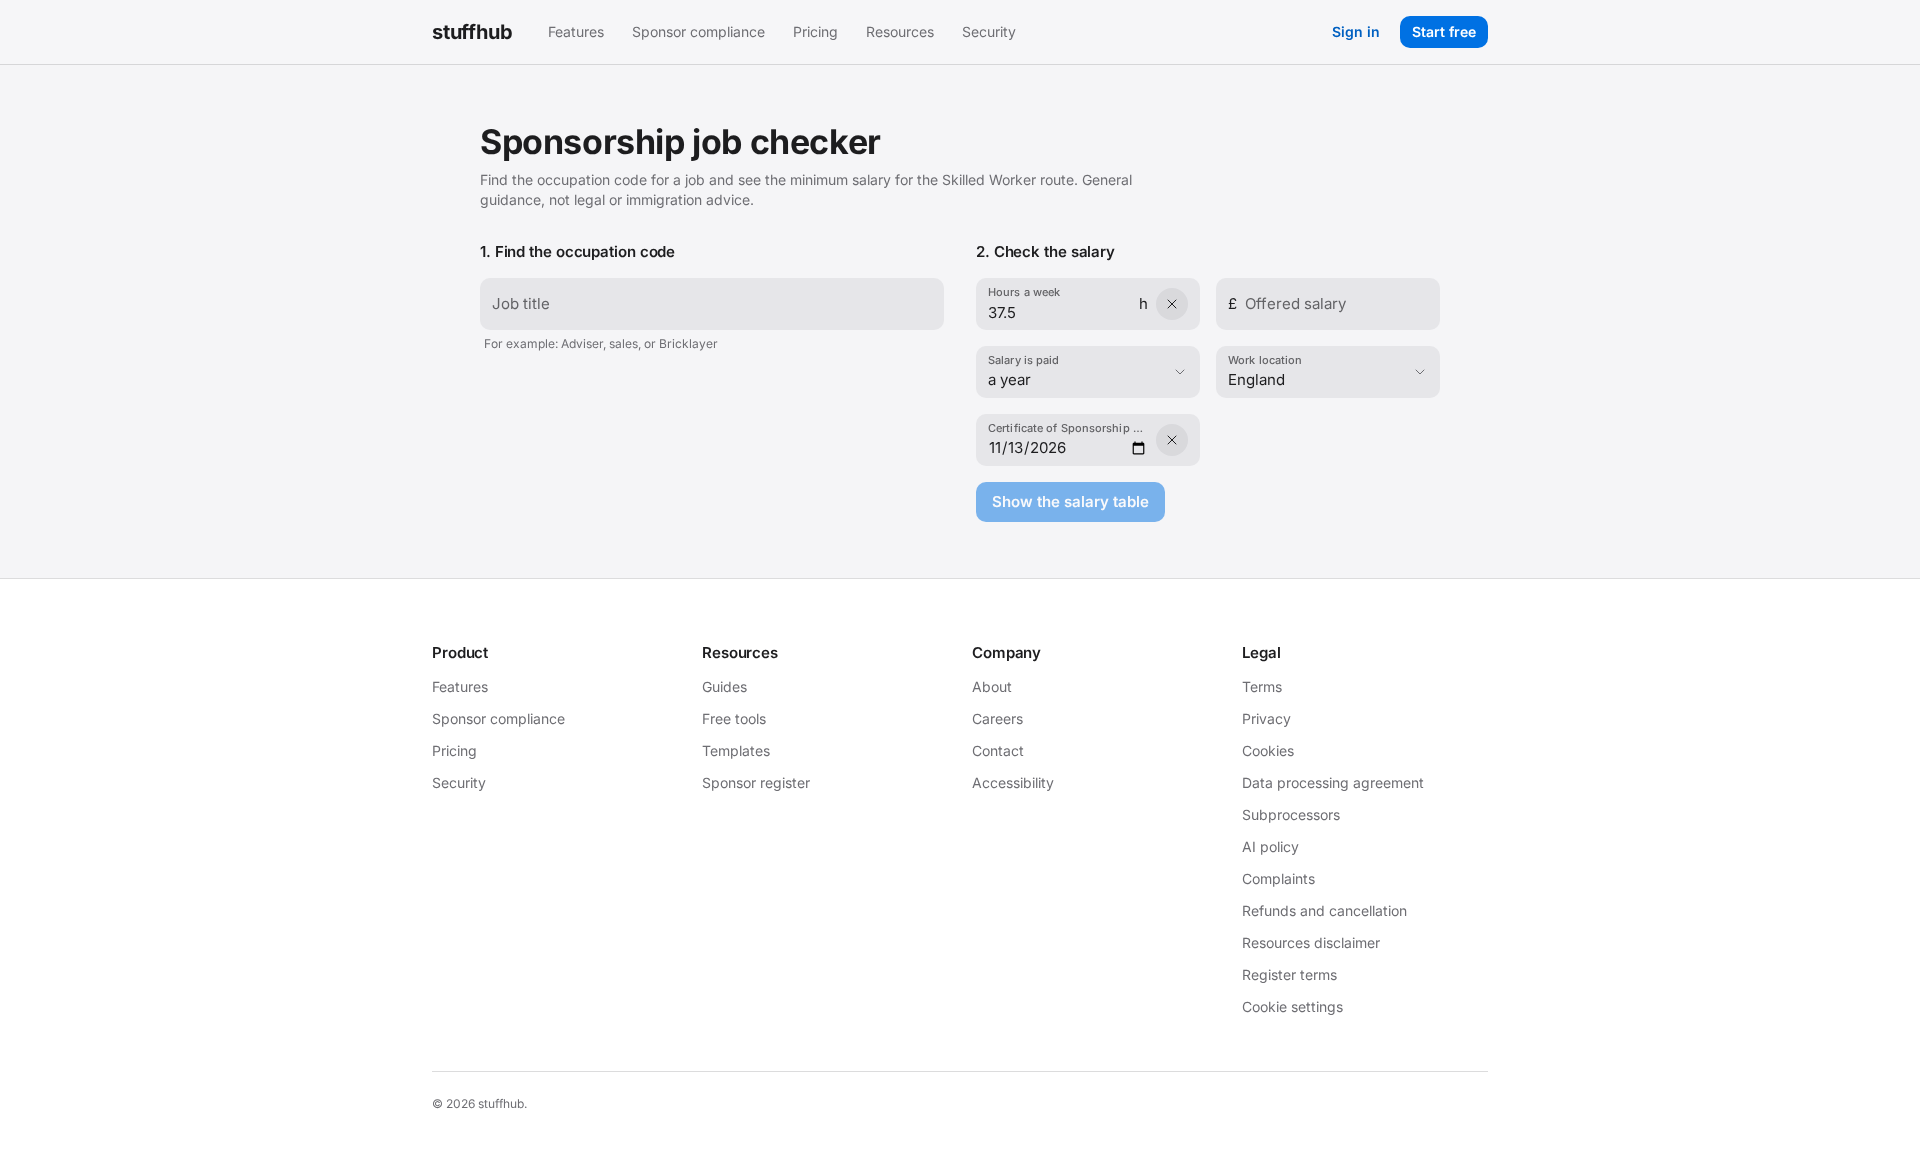 stuffhub
Features
Sponsor compliance
Pricing
Resources
Security
Sign in
Start free
Sponsorship job checker
Find the occupation code for a job and see the minimum salary for the Skilled Worker route. General
guidance, not legal or immigration advice.
1. Find the occupation code
Job title
For example: Adviser, sales, or Bricklayer
2. Check the salary
Hours a week
37.5
h
£ Offered salary
Salary is paid
a year
Work location
England
Certificate of Sponsorship ...
11/13/2026
Show the salary table
Product
Features
Sponsor compliance
Pricing
Security
Resources
Guides
Free tools
Templates
Sponsor register
Company
About
Careers
Contact
Accessibility
Legal
Terms
Privacy
Cookies
Data processing agreement
Subprocessors
AI policy
Complaints
Refunds and cancellation
Resources disclaimer
Register terms
Cookie settings
© 2026 stuffhub.